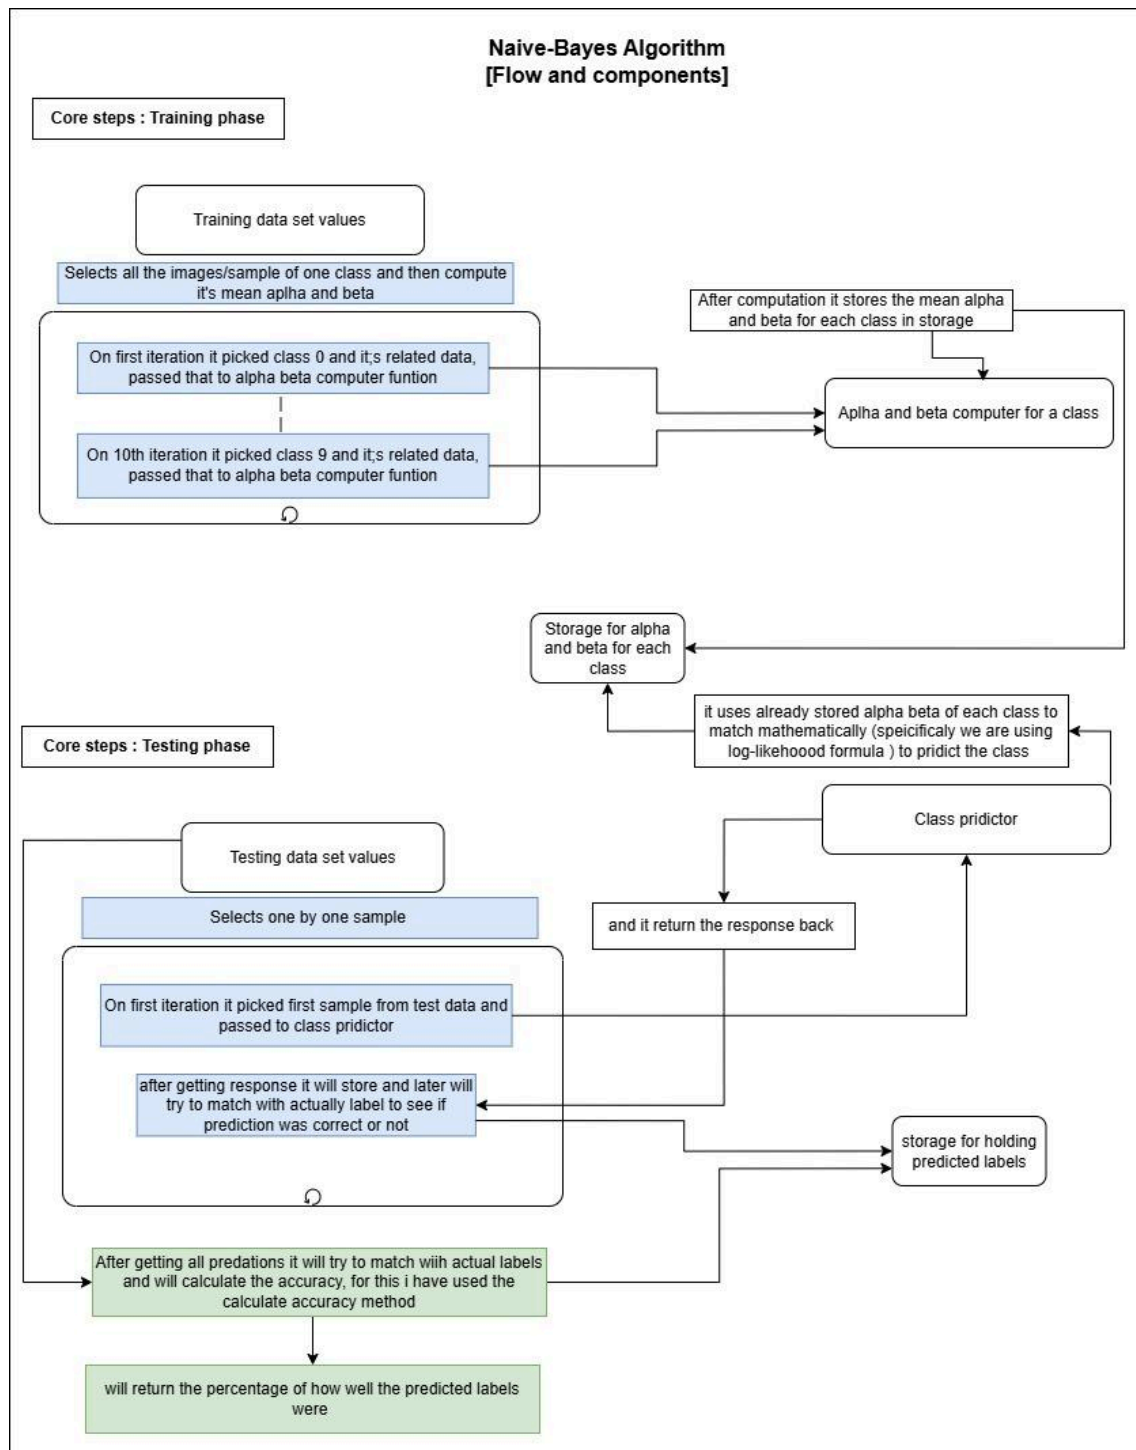 Naive-Bayes Algorithm
[Flow and components]
Core steps : Training phase
Training data set values
Selects all the images/sample of one class and then compute
it's mean aplha and beta
After computation it stores the mean alpha
and beta for each class in storage
On first iteration it picked class 0 and it;s related data,
passed that to alpha beta computer funtion
Aplha and beta computer for a class
On 10th iteration it picked class 9 and it;s related data,
passed that to alpha beta computer funtion
Storage for alpha
and beta for each
class
Core steps : Testing phase
it uses already stored alpha beta of each class to
match mathematically (speicificaly we are using
log-likehoood formula ) to pridict the class
Class pridictor
Testing data set values
Selects one by one sample
and it return the response back
On first iteration it picked first sample from test data and
passed to class pridictor
after getting response it will store and later will
try to match with actually label to see if
prediction was correct or not
storage for holding
predicted labels
After getting all predations it will try to match wiih actual labels
and will calculate the accuracy, for this i have used the
calculate accuracy method
will return the percentage of how well the predicted labels
were